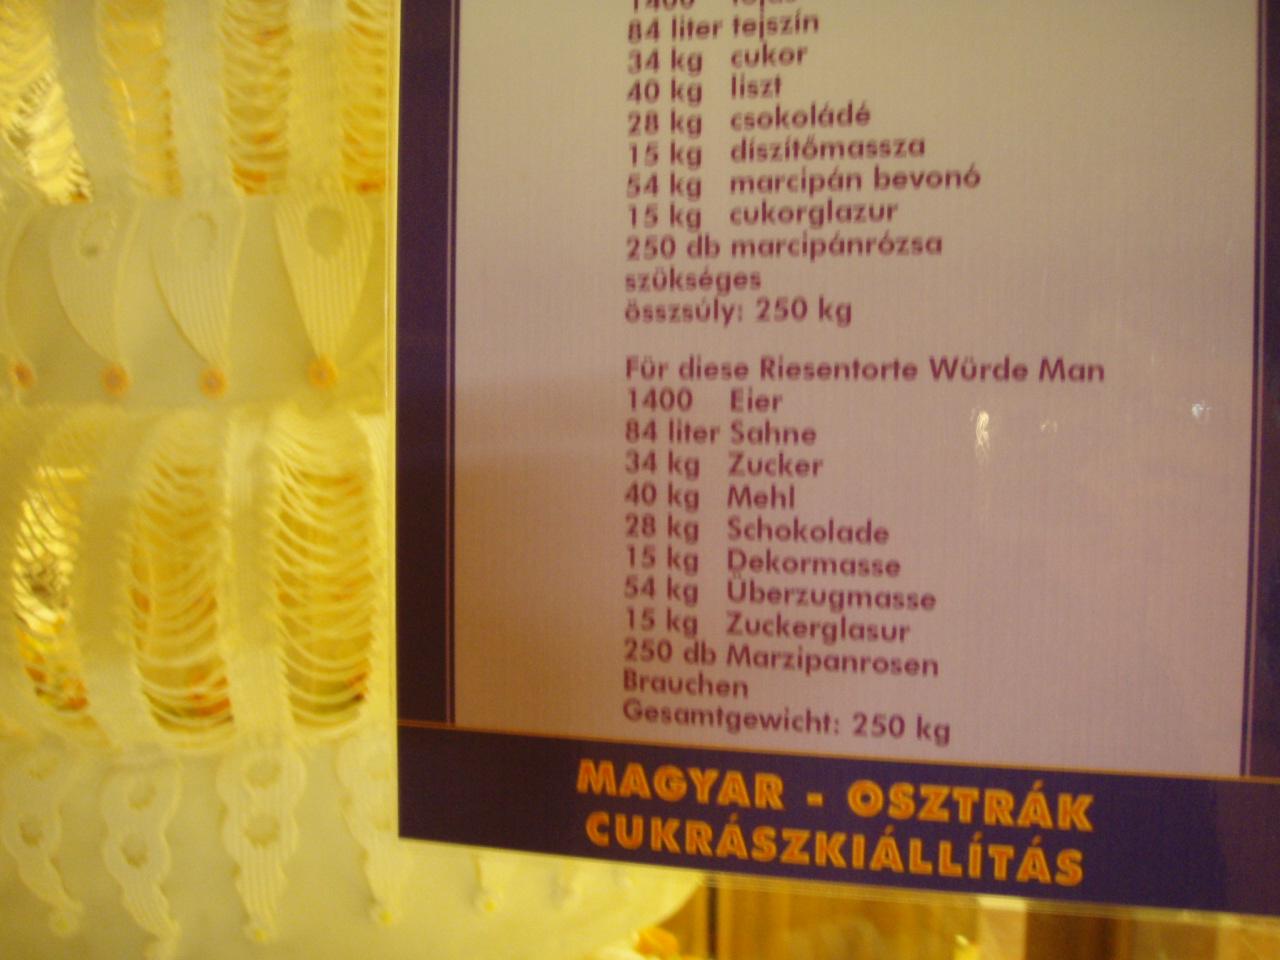 1400 tojás
84 liter tejszín
34 kg cukor
40 kg liszt
28 kg csokoládé
15 kg díszítőmassza
54 kg marcipán bevonó
15 kg cukorglazur
250 db marcipánrózsa
szükséges
összsúly: 250 kg
Für diese Riesentorte Würde Man
1400 Eier
84 liter Sahne
34 kg Zucker
40 kg Mehl
28 kg Schokolade
15 kg Dekormasse
54 kg Überzugmasse
15 kg Zuckerglasur
250 db Marzipanrosen
Brauchen
Gesamtgewicht: 250 kg
MAGYAR - OSZTRÁK
CUKRÁSZKIÁLLÍTÁS